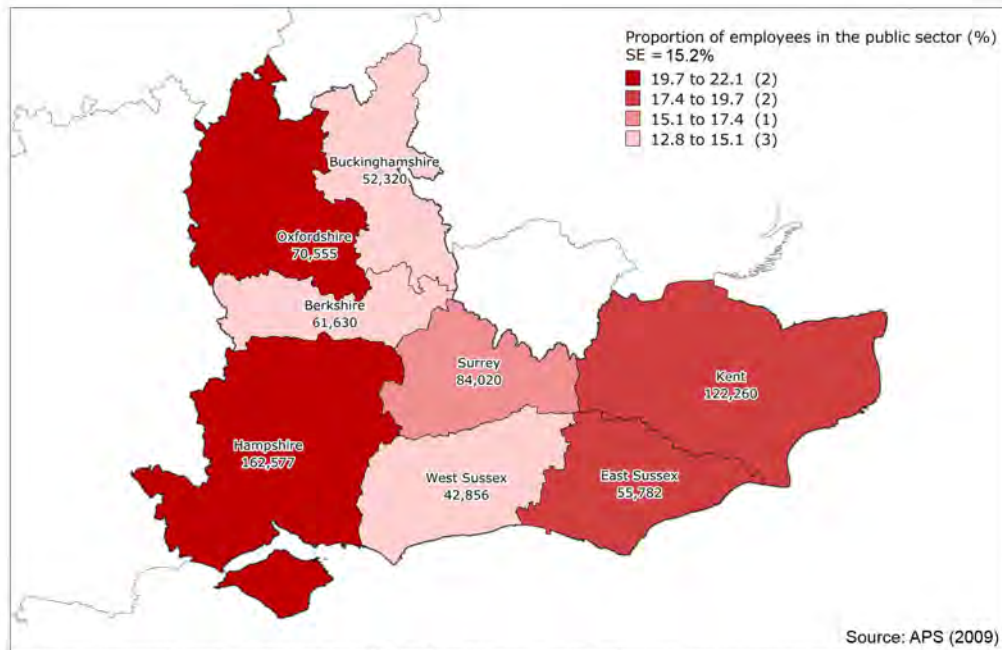 Proportion of employees in the public sector (%)
SE = 15.2%
19.7 to 22.1 (2)
17.4 to 19.7 (2)
15.1 to 17.4 (1)
12.8 to 15.1 (3)
Buckinghamshire
52,320
Oxfordshire
70,555
Berkshire
61,630
Surrey
84,020
Kent
122,260
Hampshire
162,577
West Sussex
42,856
East Sussex
55,782
Source: APS (2009)